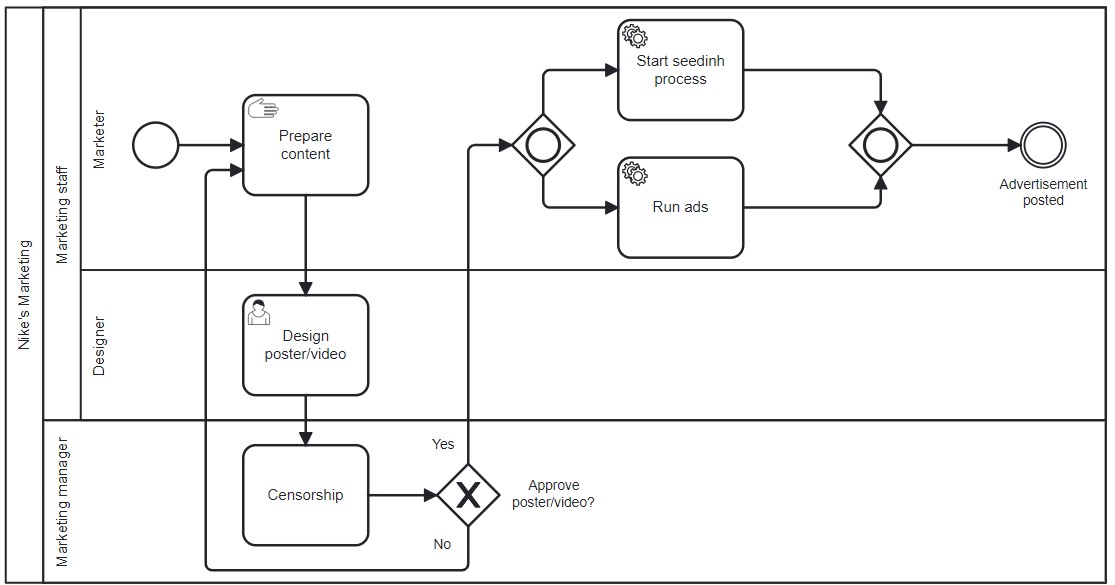 Nike's Marketing
Marketing staff
Marketer
Prepare
content
Start seedinh
process
Run ads
Advertisement
posted
Designer
Design
poster/video
Marketing manager
Censorship
Yes
Approve
poster/video?
No